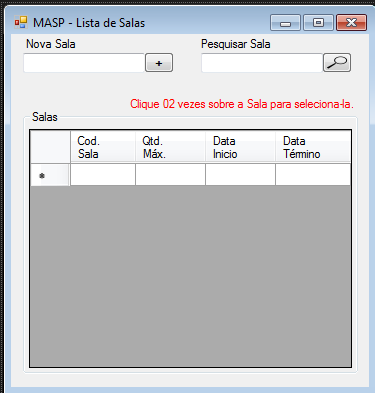 MASP - Lista de Salas
Nova Sala
Pesquisar Sala
+
Clique 02 vezes sobre a Sala para seleciona-la.
Salas
Cod. Sala
Qtd. Máx.
Data Inicio
Data Término